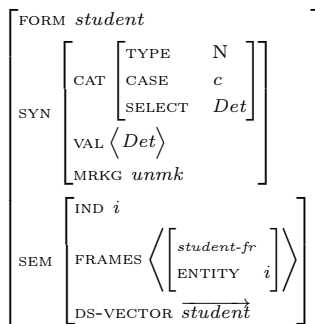 FORM student
TYPE N
SYN CAT CASE c
SELECT Det
VAL ⟨Det⟩
MRKG unmk
IND i
student-fr
SEM FRAMES ⟨ENTITY i⟩
DS-VECTOR student